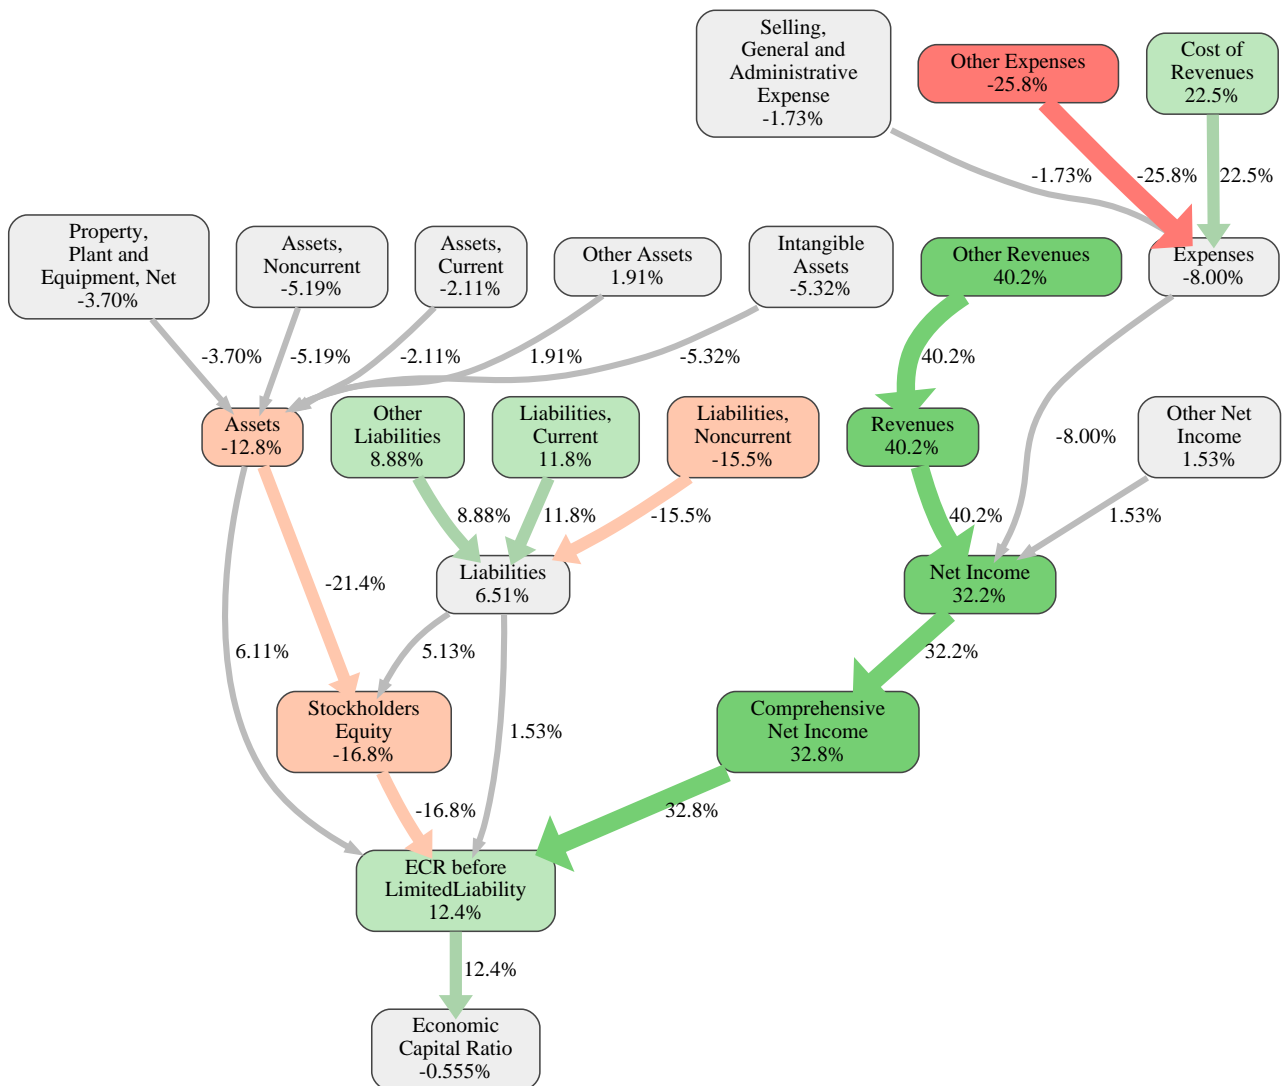 Selling,
General and
Administrative
Expense
-1.73%
Other Expenses
-25.8%
Cost of
Revenues
22.5%
-1.73%
-25.8%
22.5%
Property,
Plant and
Equipment, Net
-3.70%
Assets,
Noncurrent
-5.19%
Assets,
Current
-2.11%
Other Assets
1.91%
Intangible
Assets
-5.32%
Other Revenues
40.2%
Expenses
-8.00%
-3.70%
-5.19%
-2.11%
1.91%
-5.32%
40.2%
Assets
-12.8%
Other
Liabilities
8.88%
Liabilities,
Current
11.8%
Liabilities,
Noncurrent
-15.5%
Revenues
40.2%
-8.00%
Other Net
Income
1.53%
8.88%
11.8%
-15.5%
40.2%
1.53%
-21.4%
Liabilities
6.51%
Net Income
32.2%
6.11%
5.13%
32.2%
Stockholders
Equity
-16.8%
1.53%
Comprehensive
Net Income
32.8%
-16.8%
32.8%
ECR before
LimitedLiability
12.4%
12.4%
Economic
Capital Ratio
-0.555%